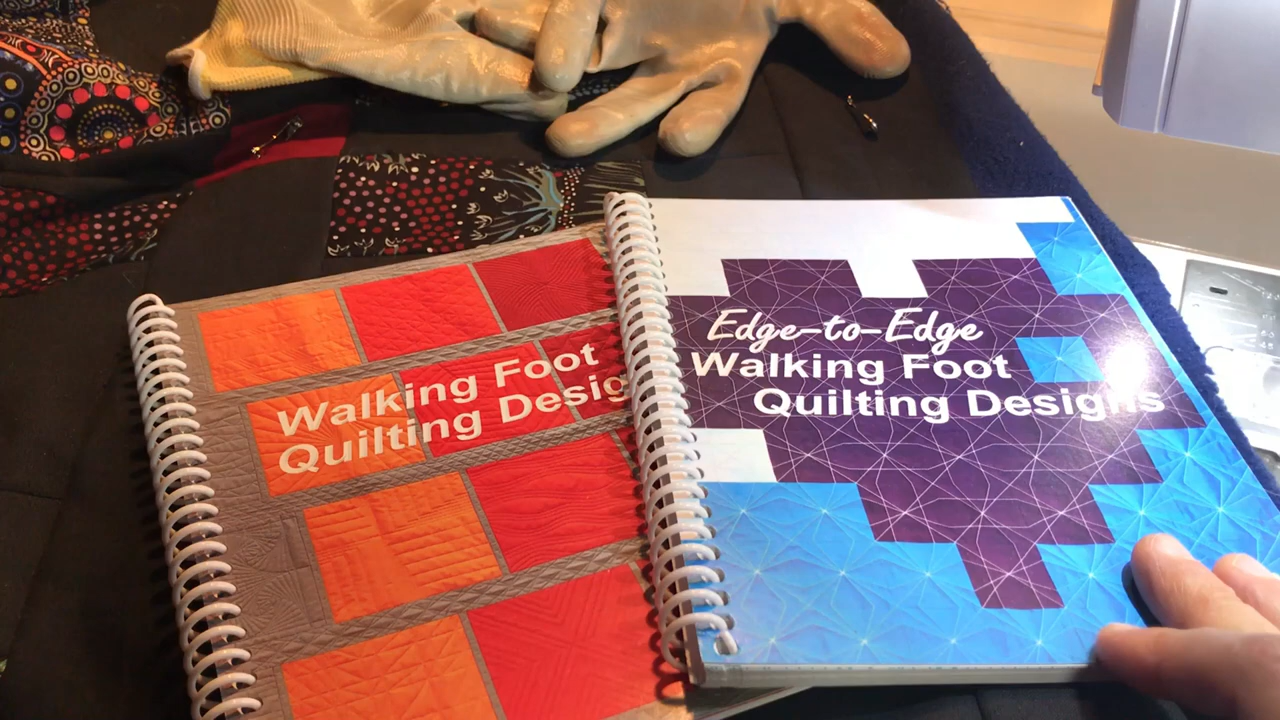 Walking Foot
Quilting Desig
Edge-to-Edge
Walking Foot
Quilting Designs